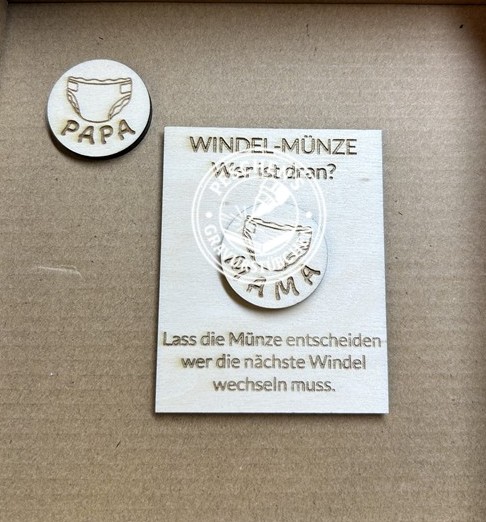 PAPA
WINDEL-MÜNZE
Wer ist dran?
MAMA
Lass die Münze entscheiden
wer die nächste Windel
wechseln muss.